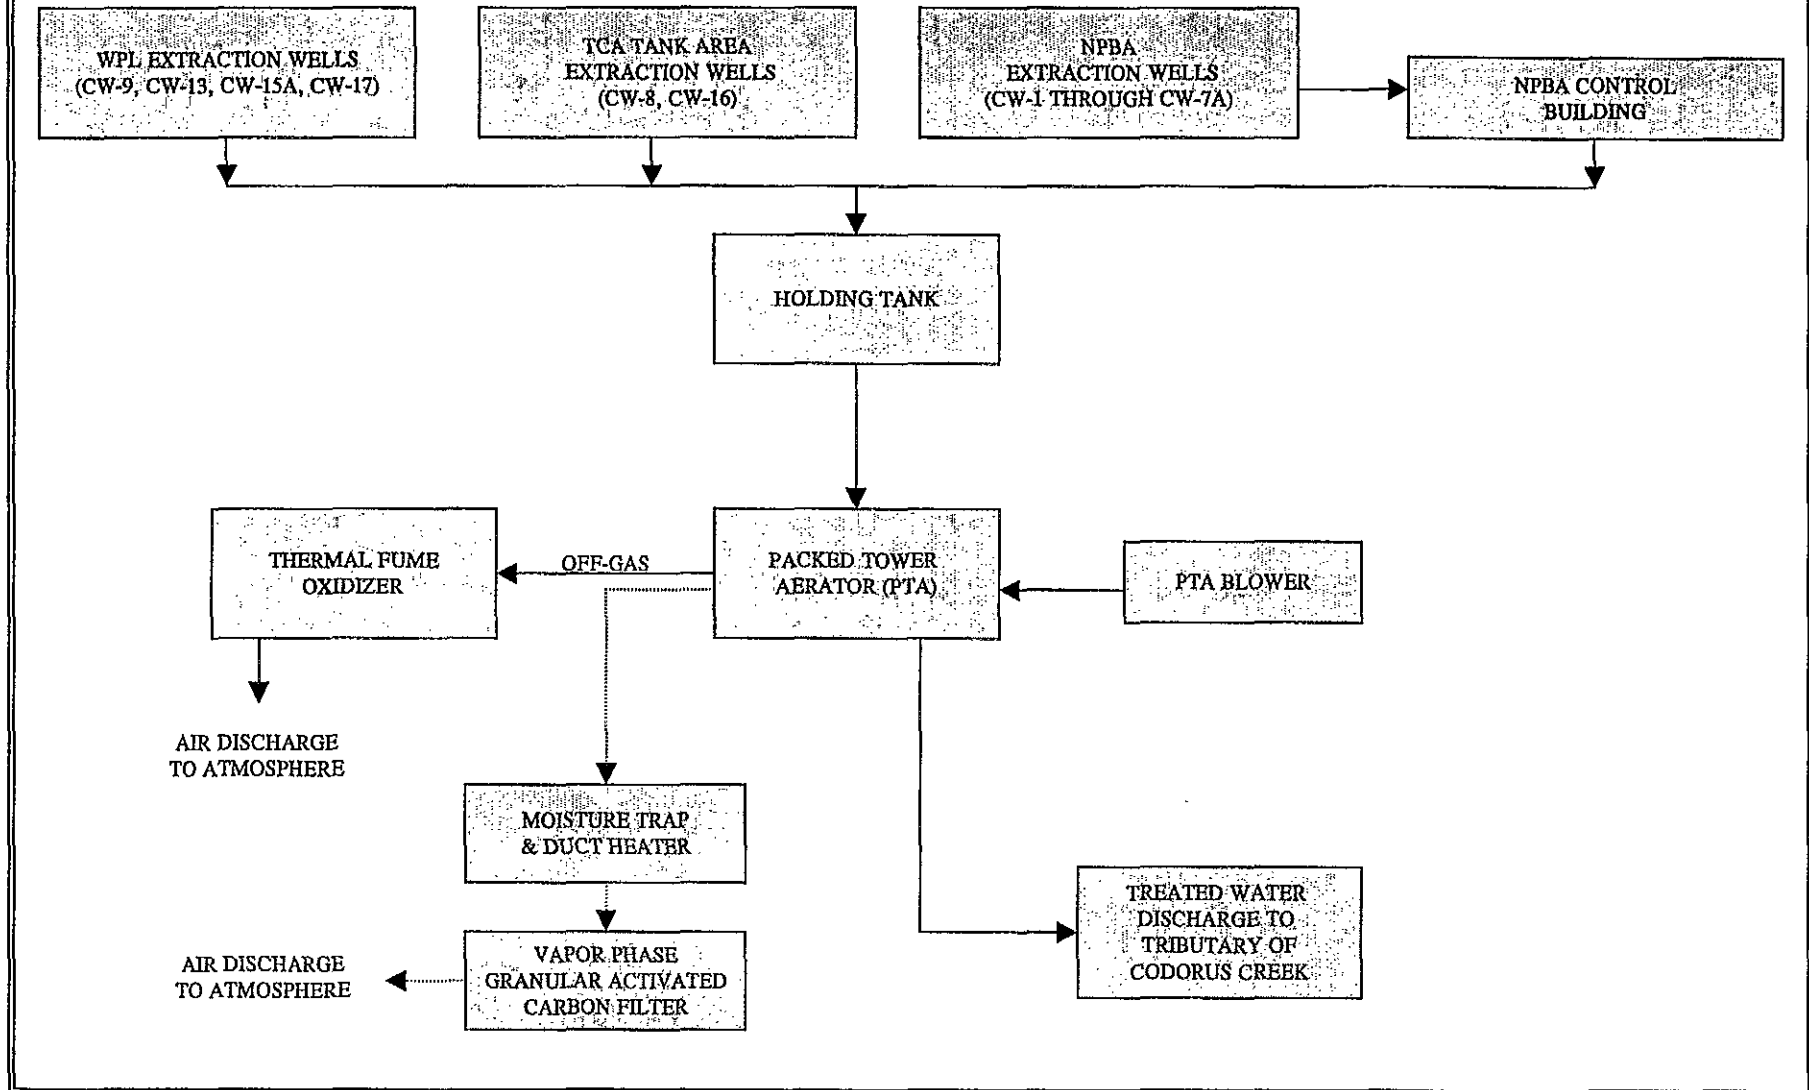 WPL EXTRACTION WELLS
(CW-9, CW-13, CW-15A, CW-17)
TCA TANK AREA
EXTRACTION WELLS
(CW-8, CW-16)
NPBA
EXTRACTION WELLS
(CW-1 THROUGH CW-7A)
NPBA CONTROL
BUILDING
HOLDING TANK
THERMAL FUME
OXIDIZER
OFF-GAS
PACKED TOWER
AERATOR (PTA)
PTA BLOWER
AIR DISCHARGE
TO ATMOSPHERE
MOISTURE TRAP
& DUCT HEATER
TREATED WATER
DISCHARGE TO
TRIBUTARY OF
CODORUS CREEK
AIR DISCHARGE
TO ATMOSPHERE
VAPOR PHASE
GRANULAR ACTIVATED
CARBON FILTER